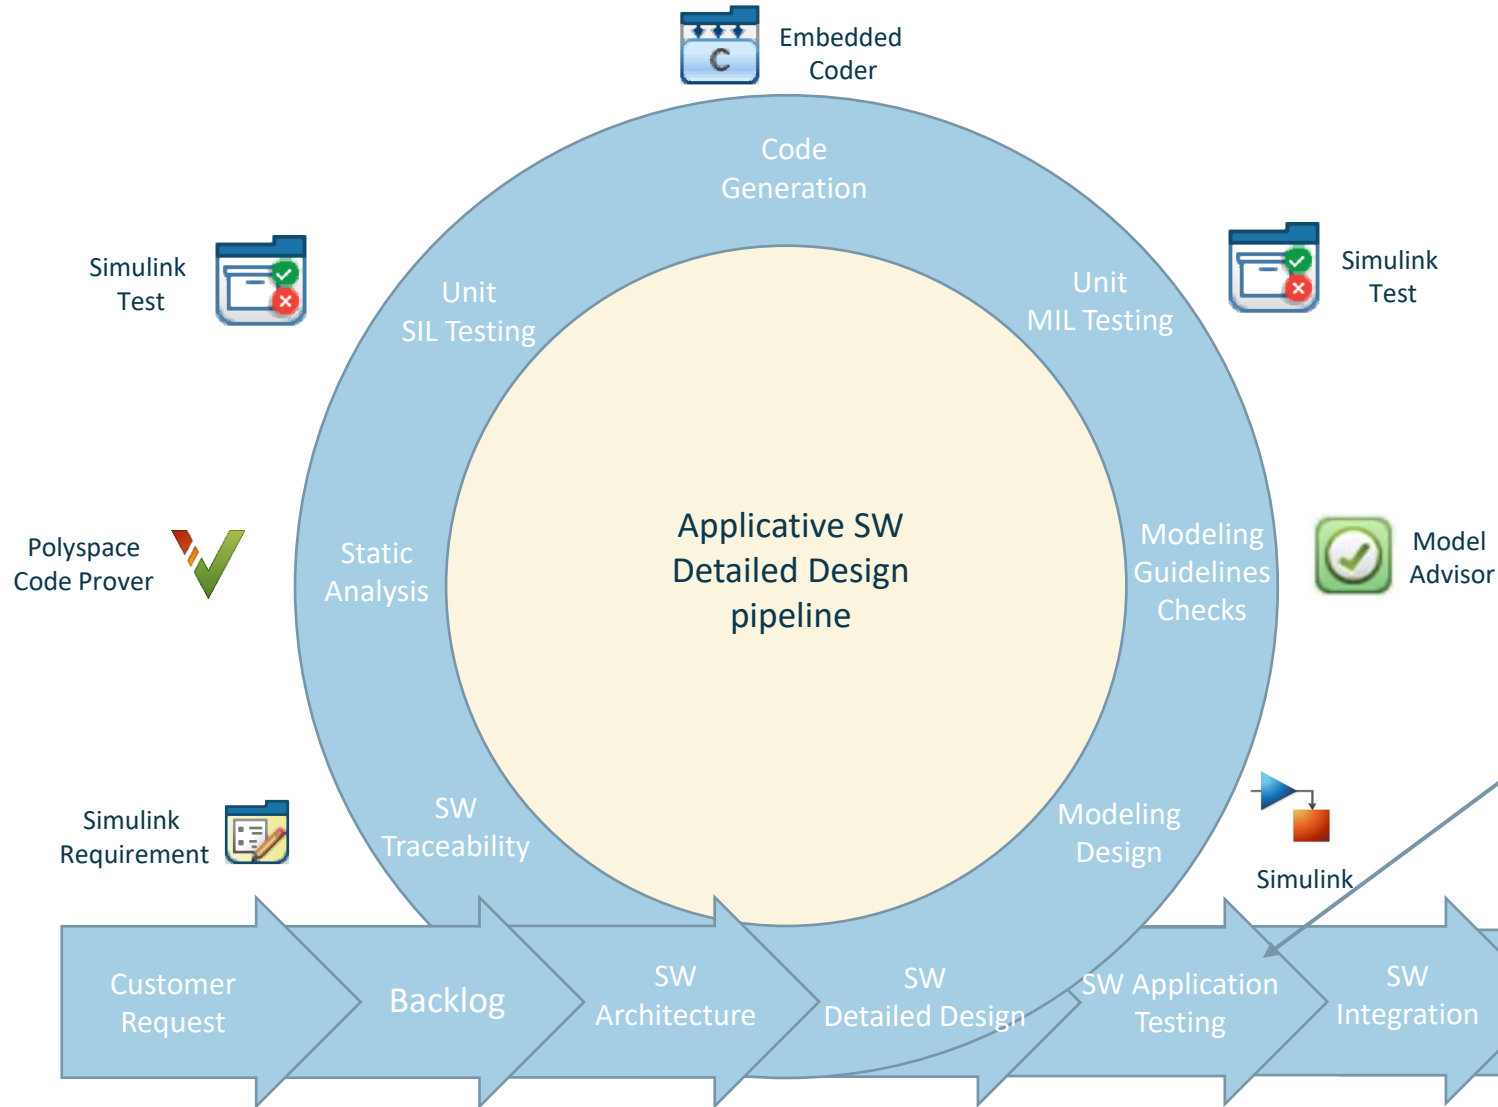 Embedded
Coder
C
Code
Generation
Simulink
Test
Unit
SIL Testing
Unit
MIL Testing
Simulink
Test
Polyspace
Code Prover
Static
Analysis
Applicative SW
Detailed Design
pipeline
Modeling
Guidelines
Checks
Model
Advisor
Simulink
Requirement
SW
Traceability
Modeling
Design
Simulink
Customer
Request
Backlog
SW
Architecture
SW
Detailed Design
SW Application
Testing
SW
Integration